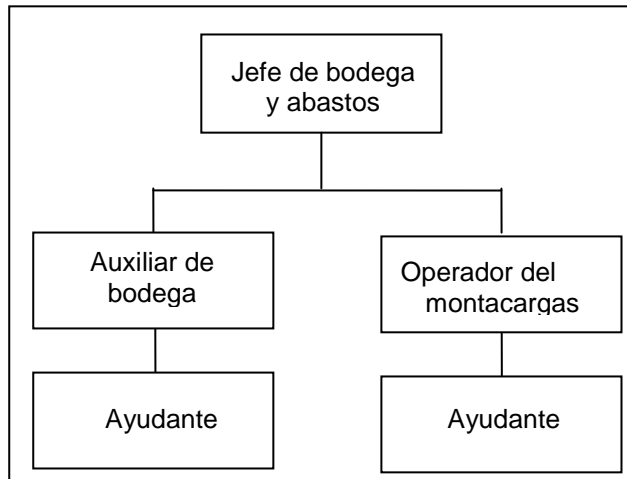 Jefe de bodega
y abastos
Auxiliar de
bodega
Operador del
montacargas
Ayudante
Ayudante